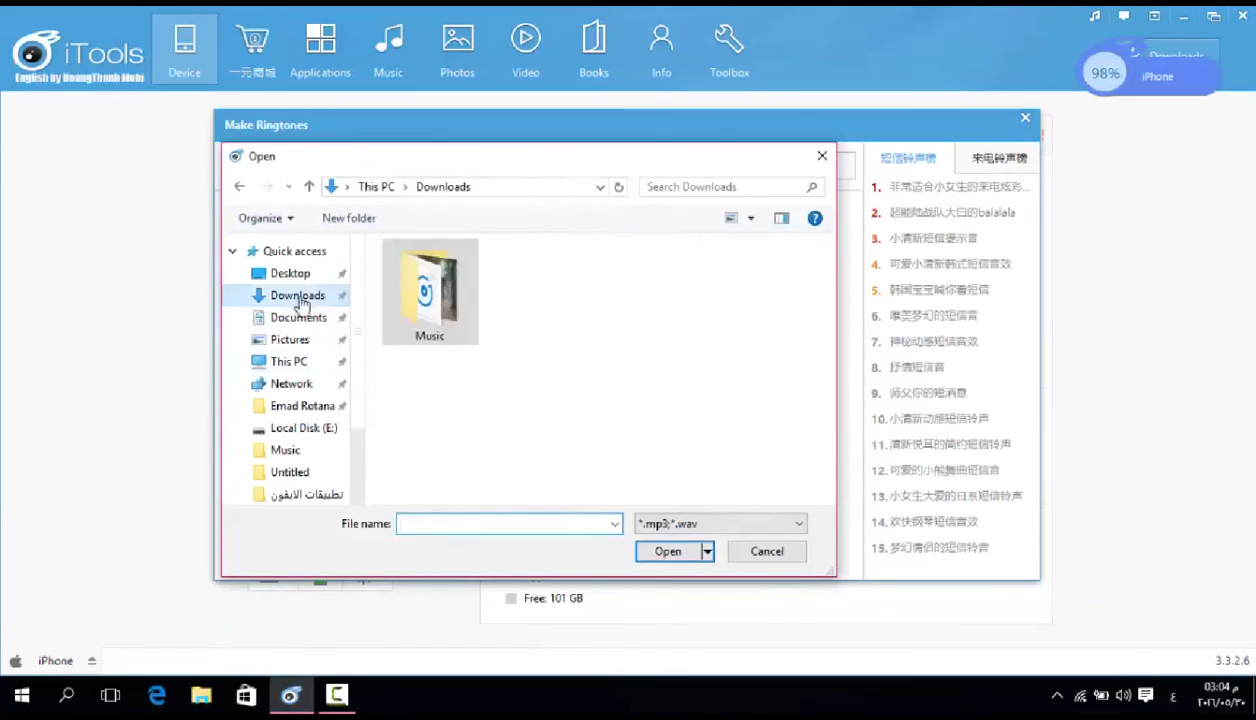 iTools
English by HoangThanh Mobi
Device
一元商城
Applications
Music
Photos
Video
Books
Info
Toolbox
Downloads
98%
iPhone
Make Ringtones
Open
This PC
Downloads
Search Downloads
Organize
New folder
Quick access
Desktop
Downloads
Documents
Pictures
This PC
Network
Emad Rotana
Local Disk (E:)
Music
Untitled
تطبيقات الايفون
Music
File name:
*.mp3;*.wav
Open
Cancel
短信铃声榜
来电铃声榜
1. 非常适合小女生的来电炫彩...
2. 超能陆战队大白的balalala
3. 小清新短信提示音
4. 可爱小清新韩式短信音效
5. 韩国宝宝喊你看短信
6. 唯美梦幻的短信音
7. 神秘动感短信音效
8. 抒情短信音
9. 师父你的短消息
10. 小清新动感短信铃声
11. 清新悦耳的简约短信铃声
12. 可爱的小熊舞曲短信音
13. 小女生大爱的日系短信铃声
14. 欢快钢琴短信音效
15. 梦幻情侣的短信铃音
Free: 101 GB
iPhone
3.3.2.6
ع
03:04 م
٢٠١٦/٠٥/٣٠